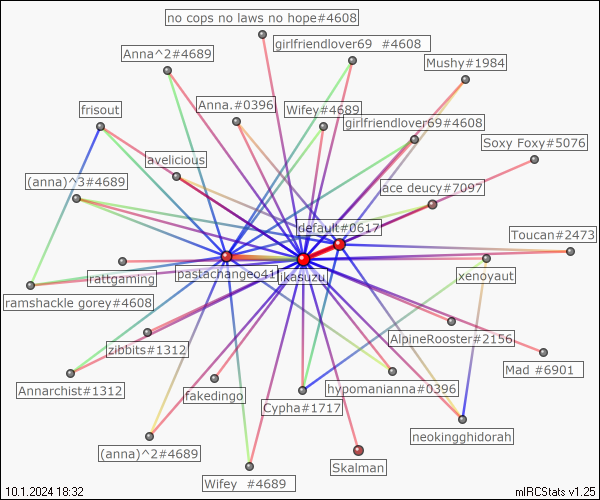 no cops no laws no hope#4608
girlfriendlover69 #4608
Anna^2#4689
Mushy#1984
frisout
Anna.#0396
Wifey#4689
girlfriendlover69#4608
Soxy Foxy#5076
avelicious
(anna)^3#4689
ace deucy#7097
default#0617
Toucan#2473
rattgaming
pastachangeo41
ikasuzu
xenoyaut
ramshackle gorey#4608
AlpineRooster#2156
zibbits#1312
Mad #6901
Annarchist#1312
fakedingo
hypomanianna#0396
Cypha#1717
neokingghidorah
(anna)^2#4689
Skalman
Wifey #4689
10.1.2024 18:32
mIRCStats v1.25